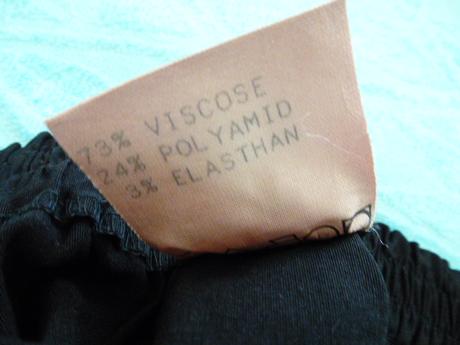 73% VISCOSE
24% POLYAMID
3% ELASTHAN